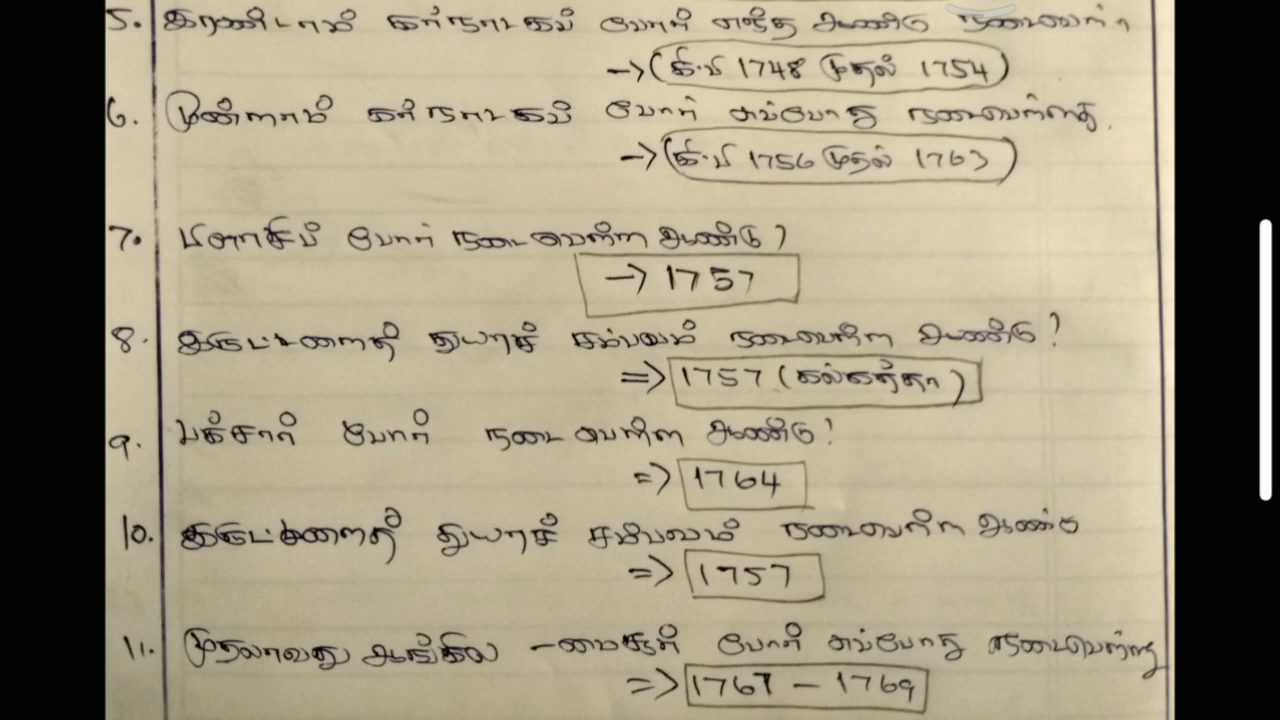 5. இரண்டாம் கர்நாடகப் போர் எந்த ஆண்டு நடைபெற்ற
→ (கி.பி 1748 முதல் 1754)
6. மூன்றாம் கர்நாடகப் போர் எப்போது நடைபெற்றது.
→ (கி.பி 1756 முதல் 1763)
7. பிளாசிப் போர் நடைபெற்ற ஆண்டு?
→ 1757
8. இருட்டறைத் துயரச் சம்பவம் நடைபெற்ற ஆண்டு?
⇒ 1757 (கல்கத்தா)
9. பக்சார் போர் நடை பெற்ற ஆண்டு?
⇒ 1764
10. இருட்டறைத் துயரச் சம்பவம் நடைபெற்ற ஆண்டு
⇒ 1757
11. முதலாவது ஆங்கில - மைசூர் போர் எப்போது நடைபெற்றது
⇒ 1767 – 1769